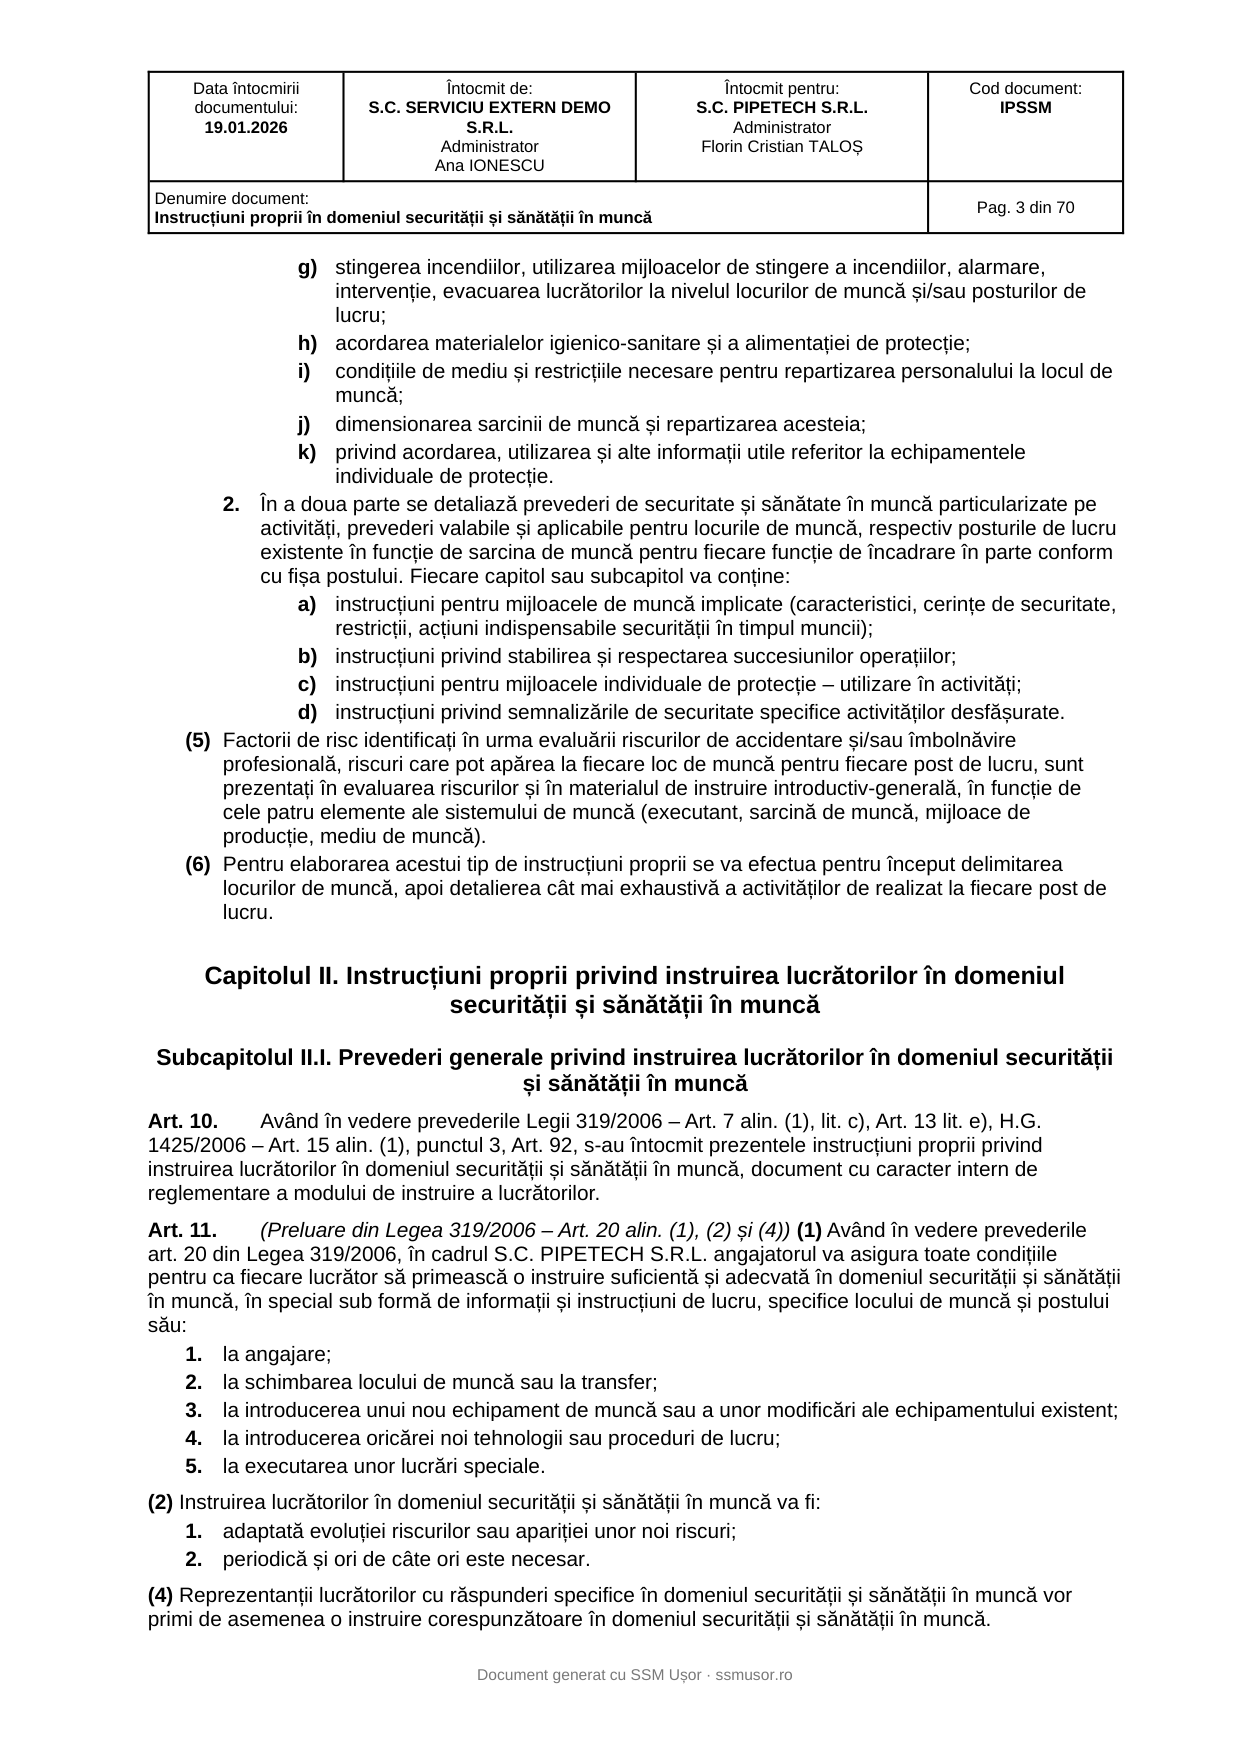 Data întocmirii
documentului:
19.01.2026
Întocmit de:
S.C. SERVICIU EXTERN DEMO
S.R.L.
Administrator
Ana IONESCU
Întocmit pentru:
S.C. PIPETECH S.R.L.
Administrator
Florin Cristian TALOȘ
Cod document:
IPSSM
Denumire document:
Instrucțiuni proprii în domeniul securității și sănătății în muncă
Pag. 3 din 70
g) stingerea incendiilor, utilizarea mijloacelor de stingere a incendiilor, alarmare,
intervenție, evacuarea lucrătorilor la nivelul locurilor de muncă și/sau posturilor de
lucru;
h) acordarea materialelor igienico-sanitare și a alimentației de protecție;
i) condițiile de mediu și restricțiile necesare pentru repartizarea personalului la locul de
muncă;
j) dimensionarea sarcinii de muncă și repartizarea acesteia;
k) privind acordarea, utilizarea și alte informații utile referitor la echipamentele
individuale de protecție.
2. În a doua parte se detaliază prevederi de securitate și sănătate în muncă particularizate pe
activități, prevederi valabile și aplicabile pentru locurile de muncă, respectiv posturile de lucru
existente în funcție de sarcina de muncă pentru fiecare funcție de încadrare în parte conform
cu fișa postului. Fiecare capitol sau subcapitol va conține:
a) instrucțiuni pentru mijloacele de muncă implicate (caracteristici, cerințe de securitate,
restricții, acțiuni indispensabile securității în timpul muncii);
b) instrucțiuni privind stabilirea și respectarea succesiunilor operațiilor;
c) instrucțiuni pentru mijloacele individuale de protecție – utilizare în activități;
d) instrucțiuni privind semnalizările de securitate specifice activităților desfășurate.
(5) Factorii de risc identificați în urma evaluării riscurilor de accidentare și/sau îmbolnăvire
profesională, riscuri care pot apărea la fiecare loc de muncă pentru fiecare post de lucru, sunt
prezentați în evaluarea riscurilor și în materialul de instruire introductiv-generală, în funcție de
cele patru elemente ale sistemului de muncă (executant, sarcină de muncă, mijloace de
producție, mediu de muncă).
(6) Pentru elaborarea acestui tip de instrucțiuni proprii se va efectua pentru început delimitarea
locurilor de muncă, apoi detalierea cât mai exhaustivă a activităților de realizat la fiecare post de
lucru.
Capitolul II. Instrucțiuni proprii privind instruirea lucrătorilor în domeniul
securității și sănătății în muncă
Subcapitolul II.I. Prevederi generale privind instruirea lucrătorilor în domeniul securității
și sănătății în muncă
Art. 10. Având în vedere prevederile Legii 319/2006 – Art. 7 alin. (1), lit. c), Art. 13 lit. e), H.G.
1425/2006 – Art. 15 alin. (1), punctul 3, Art. 92, s-au întocmit prezentele instrucțiuni proprii privind
instruirea lucrătorilor în domeniul securității și sănătății în muncă, document cu caracter intern de
reglementare a modului de instruire a lucrătorilor.
Art. 11. (Preluare din Legea 319/2006 – Art. 20 alin. (1), (2) și (4)) (1) Având în vedere prevederile
art. 20 din Legea 319/2006, în cadrul S.C. PIPETECH S.R.L. angajatorul va asigura toate condițiile
pentru ca fiecare lucrător să primească o instruire suficientă și adecvată în domeniul securității și sănătății
în muncă, în special sub formă de informații și instrucțiuni de lucru, specifice locului de muncă și postului
său:
1. la angajare;
2. la schimbarea locului de muncă sau la transfer;
3. la introducerea unui nou echipament de muncă sau a unor modificări ale echipamentului existent;
4. la introducerea oricărei noi tehnologii sau proceduri de lucru;
5. la executarea unor lucrări speciale.
(2) Instruirea lucrătorilor în domeniul securității și sănătății în muncă va fi:
1. adaptată evoluției riscurilor sau apariției unor noi riscuri;
2. periodică și ori de câte ori este necesar.
(4) Reprezentanții lucrătorilor cu răspunderi specifice în domeniul securității și sănătății în muncă vor
primi de asemenea o instruire corespunzătoare în domeniul securității și sănătății în muncă.
Document generat cu SSM Ușor · ssmusor.ro